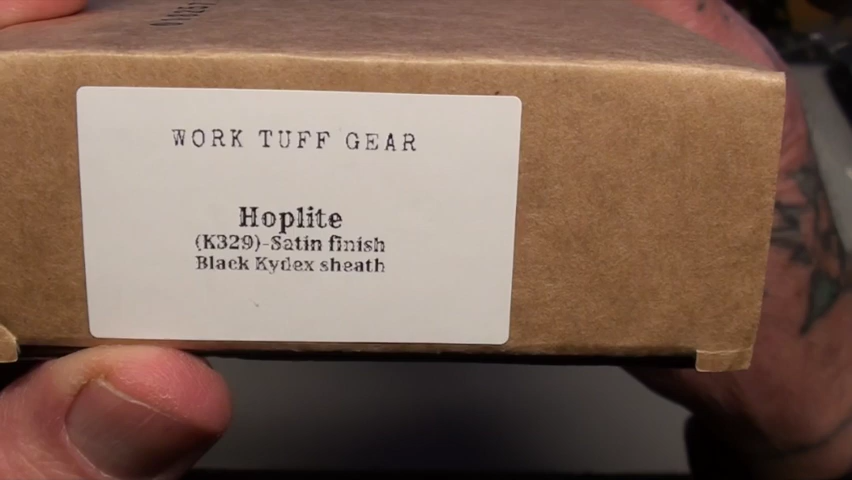 WORK TUFF GEAR
Hoplite
(K329)-Satin finish
Black Kydex sheath